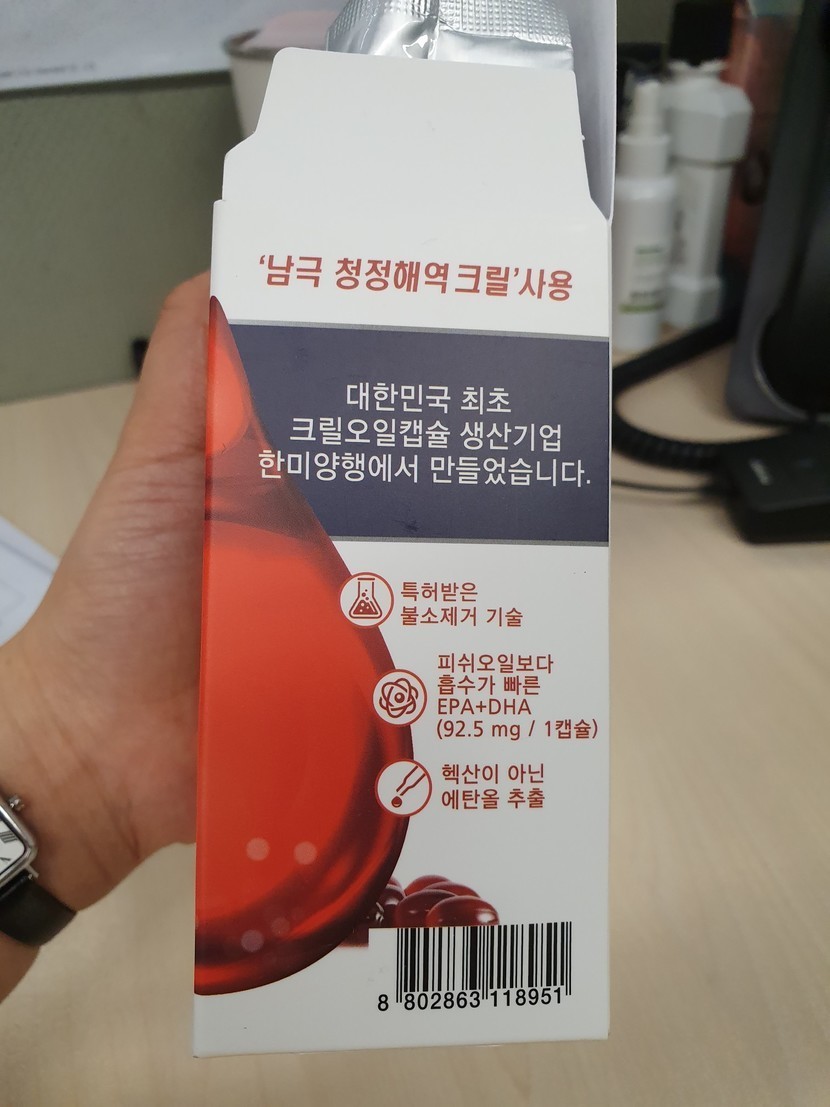 '남극 청정해역크릴'사용
대한민국 최초
크릴오일캡슐 생산기업
한미양행에서 만들었습니다.
특허받은
불소제거 기술
피쉬오일보다
흡수가 빠른
EPA+DHA
(92.5 mg / 1캡슐)
헥산이 아닌
에탄올 추출
8 802863 118951